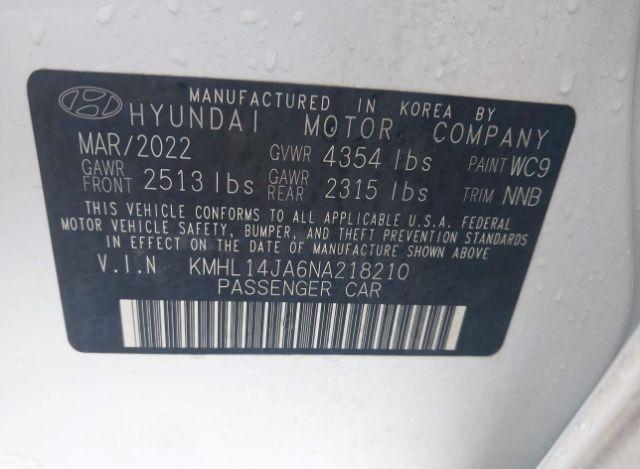 MANUFACTURED IN KOREA BY
HYUNDAI MOTOR COMPANY
MAR/2022 GVWR 4354 lbs PAINT WC9
GAWR FRONT 2513 lbs GAWR REAR 2315 lbs TRIM NNB
THIS VEHICLE CONFORMS TO ALL APPLICABLE U.S.A. FEDERAL
MOTOR VEHICLE SAFETY, BUMPER, AND THEFT PREVENTION STANDARDS
IN EFFECT ON THE DATE OF MANUFACTURE SHOWN ABOVE
V.I.N KMHL14JA6NA218210
PASSENGER CAR